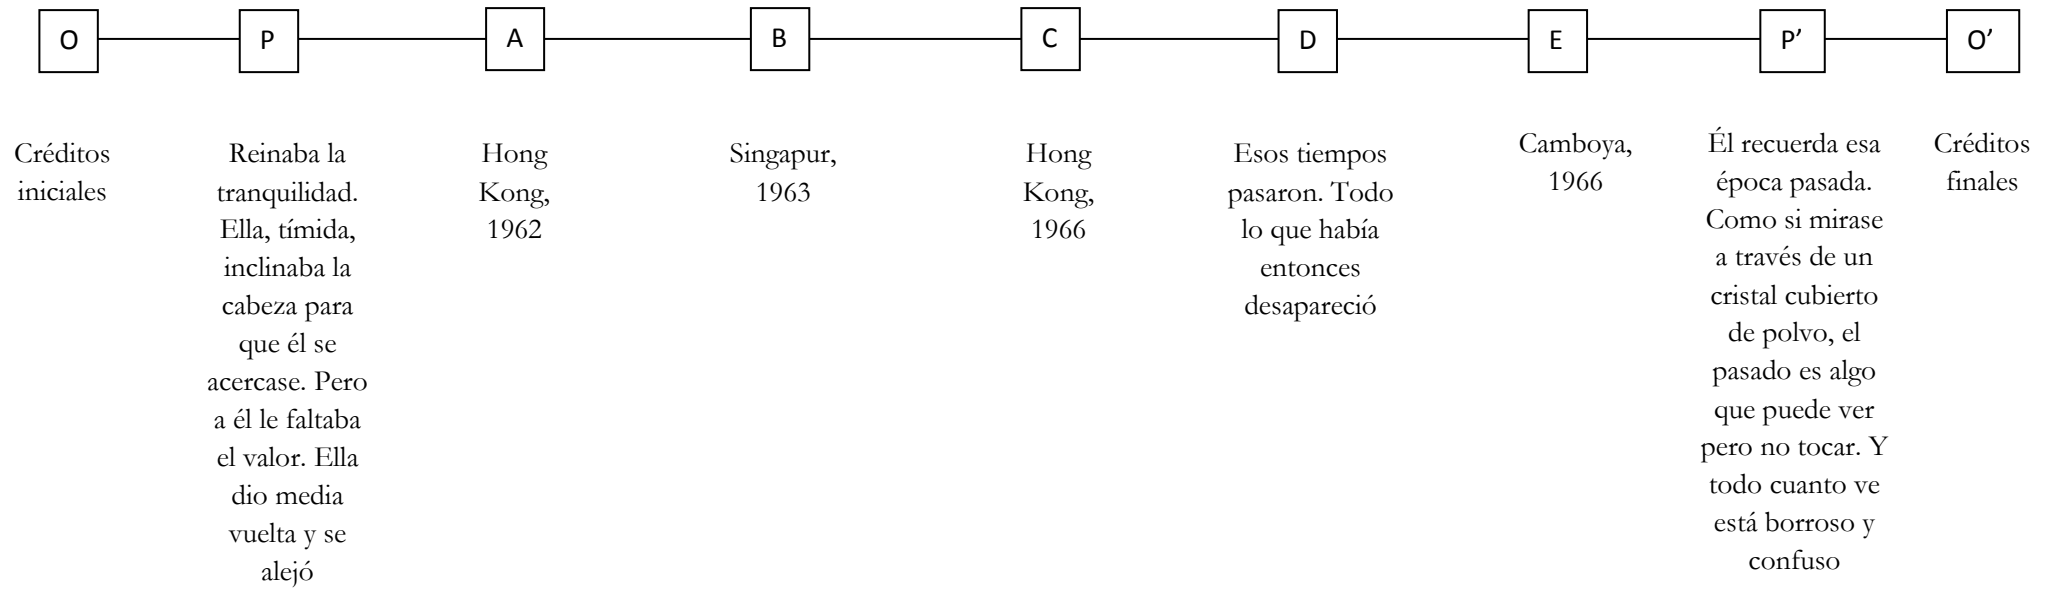 O P A B C D E P’ O’
Créditos
iniciales
Reinaba la
tranquilidad.
Ella, tímida,
inclinaba la
cabeza para
que él se
acercase. Pero
a él le faltaba
el valor. Ella
dio media
vuelta y se
alejó
Hong
Kong,
1962
Singapur,
1963
Hong
Kong,
1966
Esos tiempos
pasaron. Todo
lo que había
entonces
desapareció
Camboya,
1966
Él recuerda esa
época pasada.
Como si mirase
a través de un
cristal cubierto
de polvo, el
pasado es algo
que puede ver
pero no tocar. Y
todo cuanto ve
está borroso y
confuso
Créditos
finales